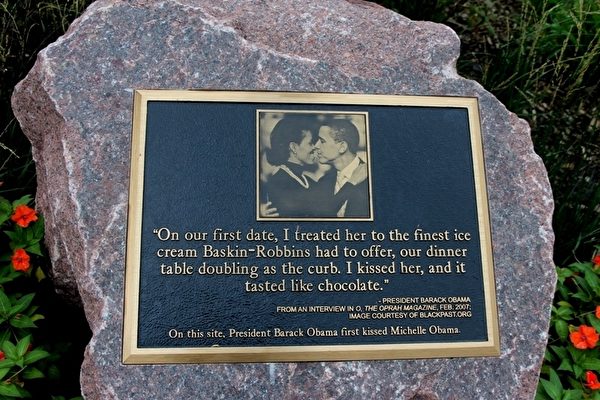 "On our first date, I treated her to the finest ice
cream Baskin-Robbins had to offer, our dinner
table doubling as the curb. I kissed her, and it
tasted like chocolate."
- PRESIDENT BARACK OBAMA
FROM AN INTERVIEW IN O, THE OPRAH MAGAZINE, FEB. 2007;
IMAGE COURTESY OF BLACKPAST.ORG
On this site, President Barack Obama first kissed Michelle Obama.